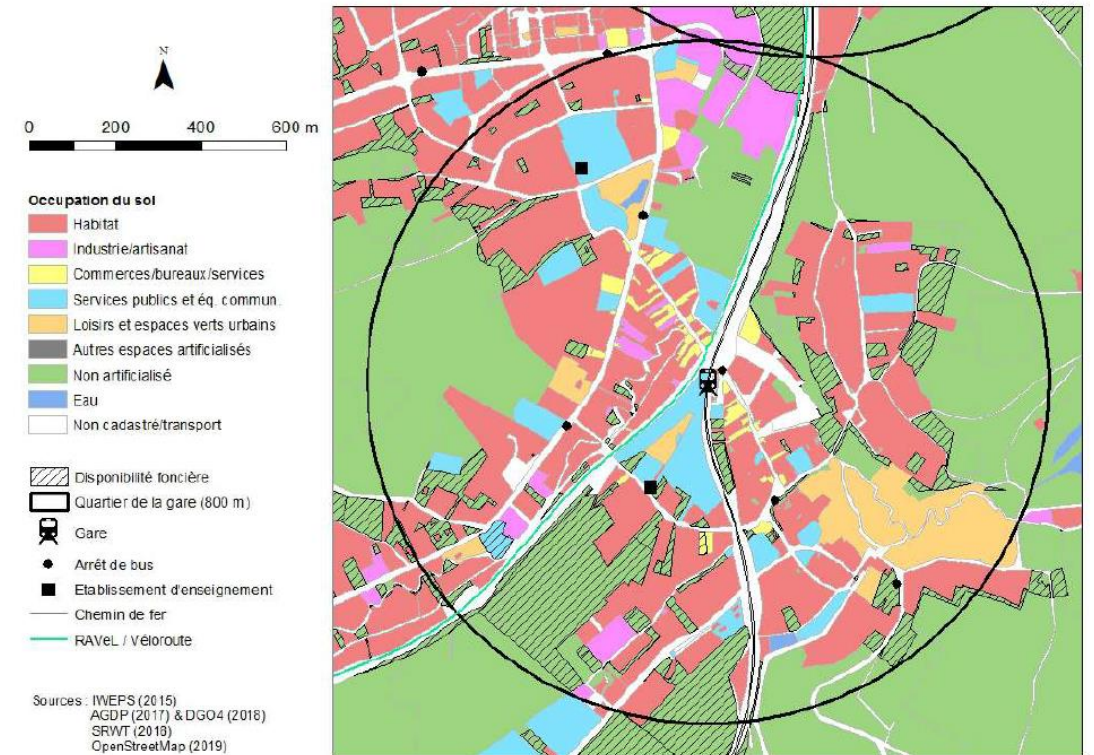 N
0 200 400 600 m
Occupation du sol
Habitat
Industrie/artisanat
Commerces/bureaux/services
Services publics et éq. commun.
Loisirs et espaces verts urbains
Autres espaces artificialisés
Non artificialisé
Eau
Non cadastré/transport
Disponibilité foncière
Quartier de la gare (800 m)
Gare
Arrêt de bus
Etablissement d'enseignement
Chemin de fer
RAVeL / Véloroute
Sources : IWEPS (2015)
AGDP (2017) & DGO4 (2018)
SRWT (2018)
OpenStreetMap (2019)